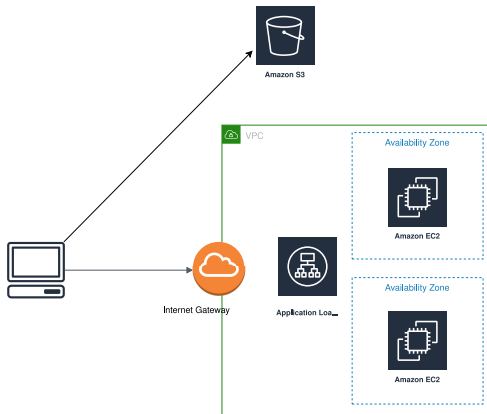 Amazon S3
VPC
Availability Zone
Amazon EC2
Internet Gateway
Application Loa...
Availability Zone
Amazon EC2